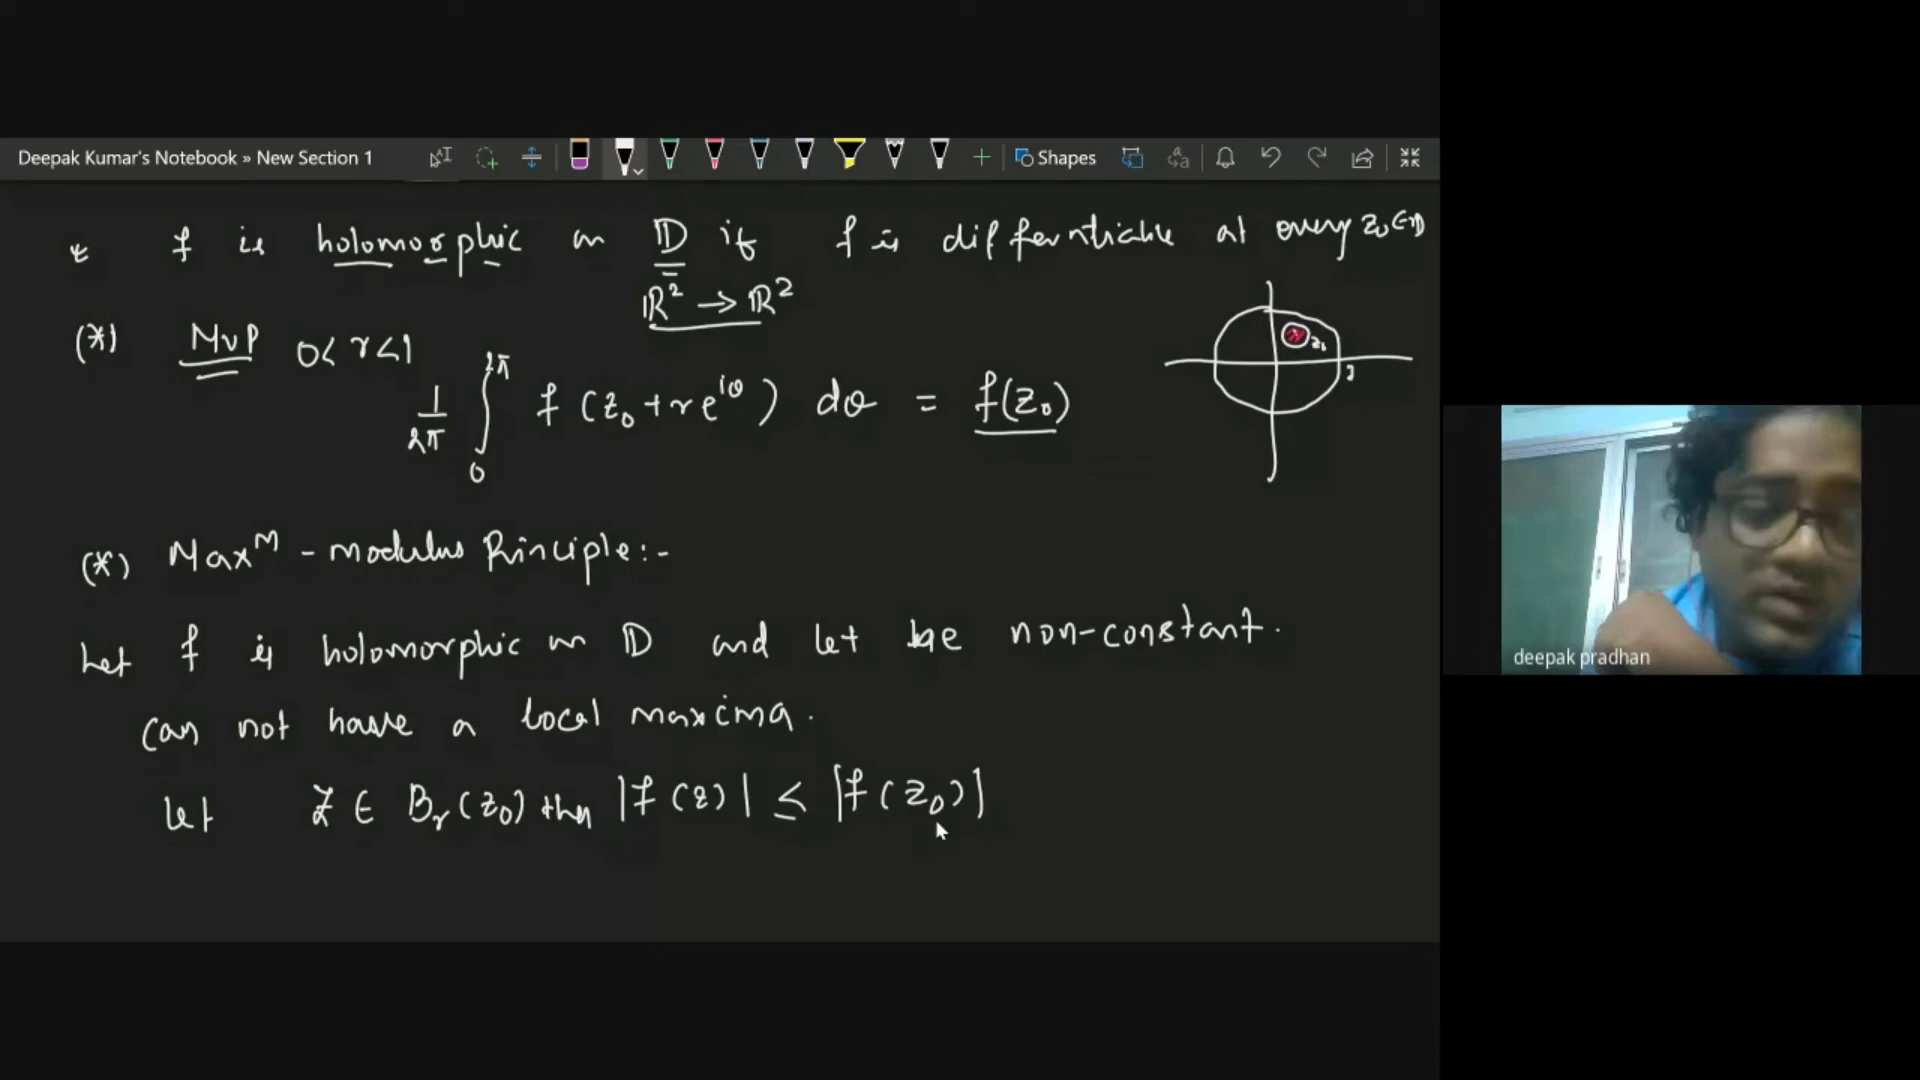 Deepak Kumar's Notebook » New Section 1
Shapes
* f is holomorphic on 𝔻 if f is differentiable at every z₀ ∈ 𝔻
ℝ² → ℝ²
(*) MVP 0 < r < 1
1/2π ∫₀²π f(z₀ + re^{iθ}) dθ = f(z₀)
(*) Max^m - modulus Principle:-
Let f is holomorphic on 𝔻 and let be non-constant.
can not have a local maxima.
let z ∈ B_r(z₀) then |f(z)| ≤ |f(z₀)|
deepak pradhan